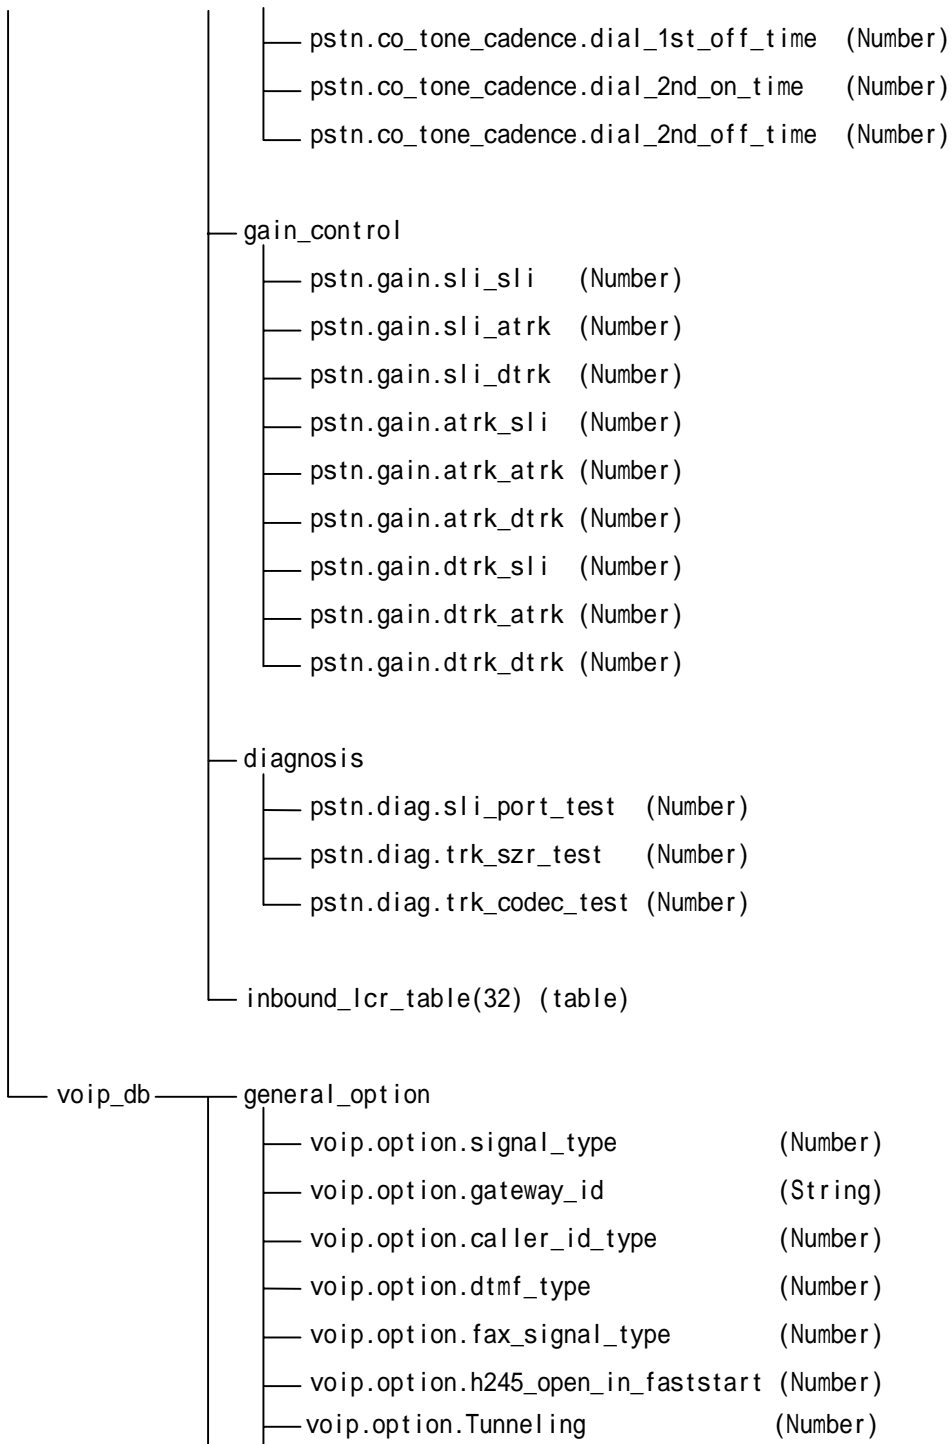 pstn.co_tone_cadence.dial_1st_off_time (Number)
pstn.co_tone_cadence.dial_2nd_on_time (Number)
pstn.co_tone_cadence.dial_2nd_off_time (Number)
gain_control
pstn.gain.sli_sli (Number)
pstn.gain.sli_atrk (Number)
pstn.gain.sli_dtrk (Number)
pstn.gain.atrk_sli (Number)
pstn.gain.atrk_atrk (Number)
pstn.gain.atrk_dtrk (Number)
pstn.gain.dtrk_sli (Number)
pstn.gain.dtrk_atrk (Number)
pstn.gain.dtrk_dtrk (Number)
diagnosis
pstn.diag.sli_port_test (Number)
pstn.diag.trk_szr_test (Number)
pstn.diag.trk_codec_test (Number)
inbound_lcr_table(32) (table)
voip_db general_option
voip.option.signal_type (Number)
voip.option.gateway_id (String)
voip.option.caller_id_type (Number)
voip.option.dtmf_type (Number)
voip.option.fax_signal_type (Number)
voip.option.h245_open_in_faststart (Number)
voip.option.Tunneling (Number)